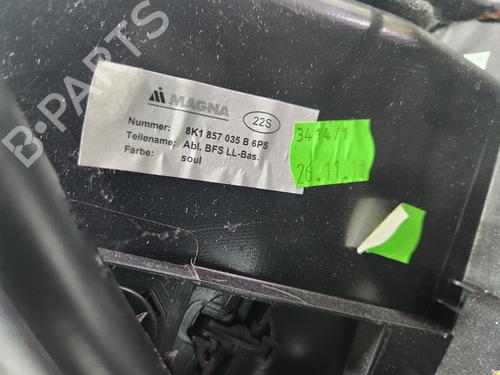 MAGNA
22S
Nummer: 8K1 857 035 B 6PS
Teilename: Abl. BFS LL-Bas.
Farbe: soul
3414/1
26.11.
B-PARTS